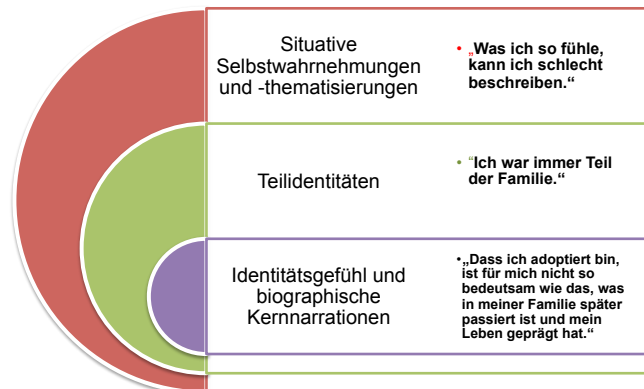 Situative
Selbstwahrnehmungen
und -thematisierungen
• „Was ich so fühle,
kann ich schlecht
beschreiben.“
Teilidentitäten
• “Ich war immer Teil
der Familie.“
Identitätsgefühl und
biographische
Kernnarrationen
•„Dass ich adoptiert bin,
ist für mich nicht so
bedeutsam wie das, was
in meiner Familie später
passiert ist und mein
Leben geprägt hat.“